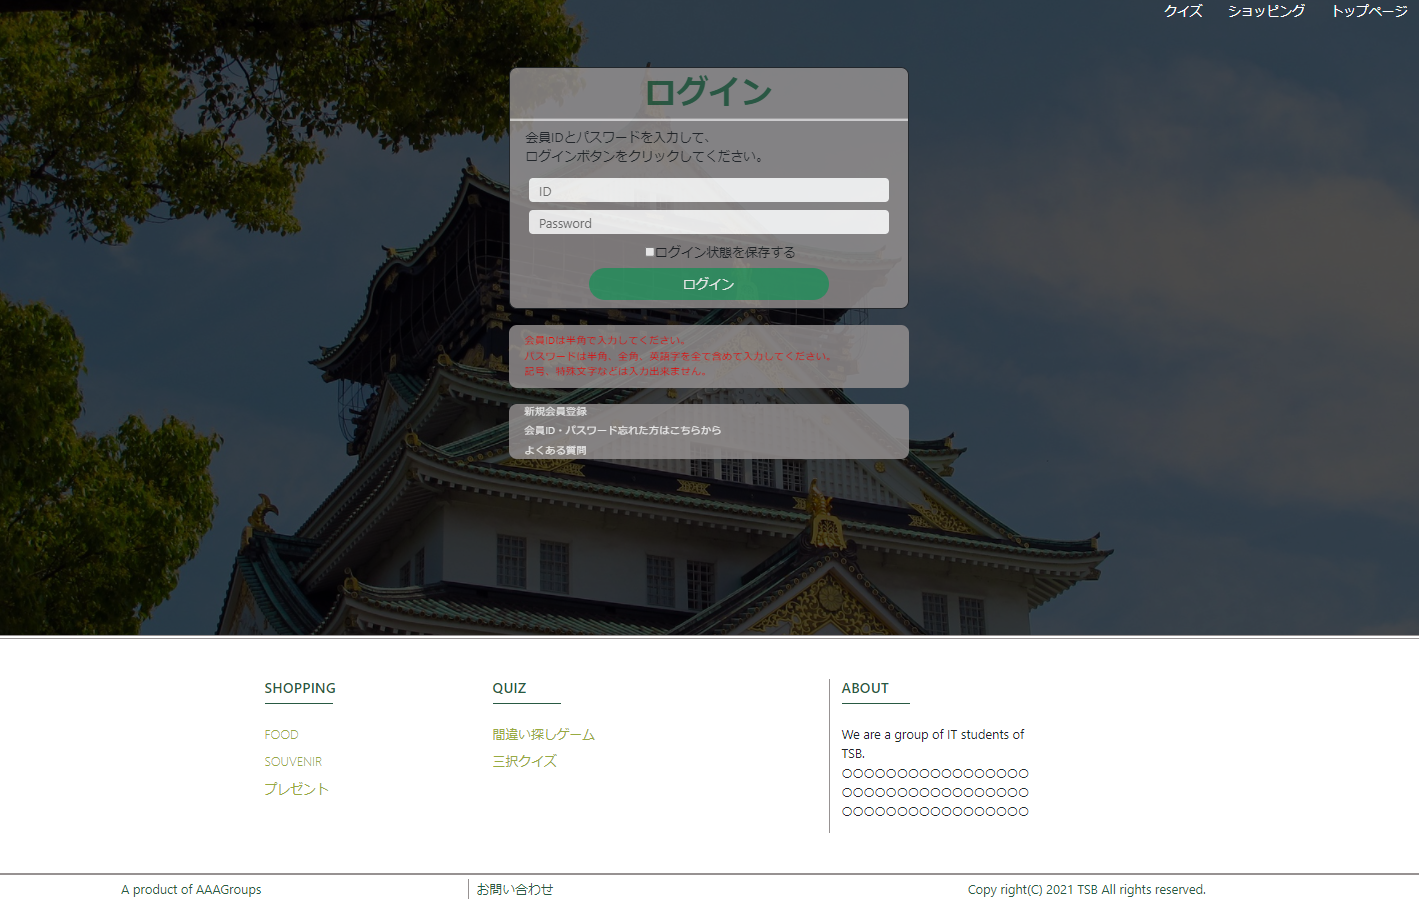 クイズ ショッピング トップページ
ログイン
会員IDとパスワードを入力して、
ログインボタンをクリックしてください。
ID
Password
ログイン状態を保存する
ログイン
会員IDは半角で入力してください。
パスワードは半角、全角、英語字を全て含めて入力してください。
記号、特殊文字などは入力出来ません。
新規会員登録
会員ID・パスワード忘れた方はこちらから
よくある質問
SHOPPING
FOOD
SOUVENIR
プレゼント
QUIZ
間違い探しゲーム
三択クイズ
ABOUT
We are a group of IT students of
TSB.
〇〇〇〇〇〇〇〇〇〇〇〇〇〇〇〇〇
〇〇〇〇〇〇〇〇〇〇〇〇〇〇〇〇〇
〇〇〇〇〇〇〇〇〇〇〇〇〇〇〇〇〇
A product of AAAGroups
お問い合わせ
Copy right(C) 2021 TSB All rights reserved.